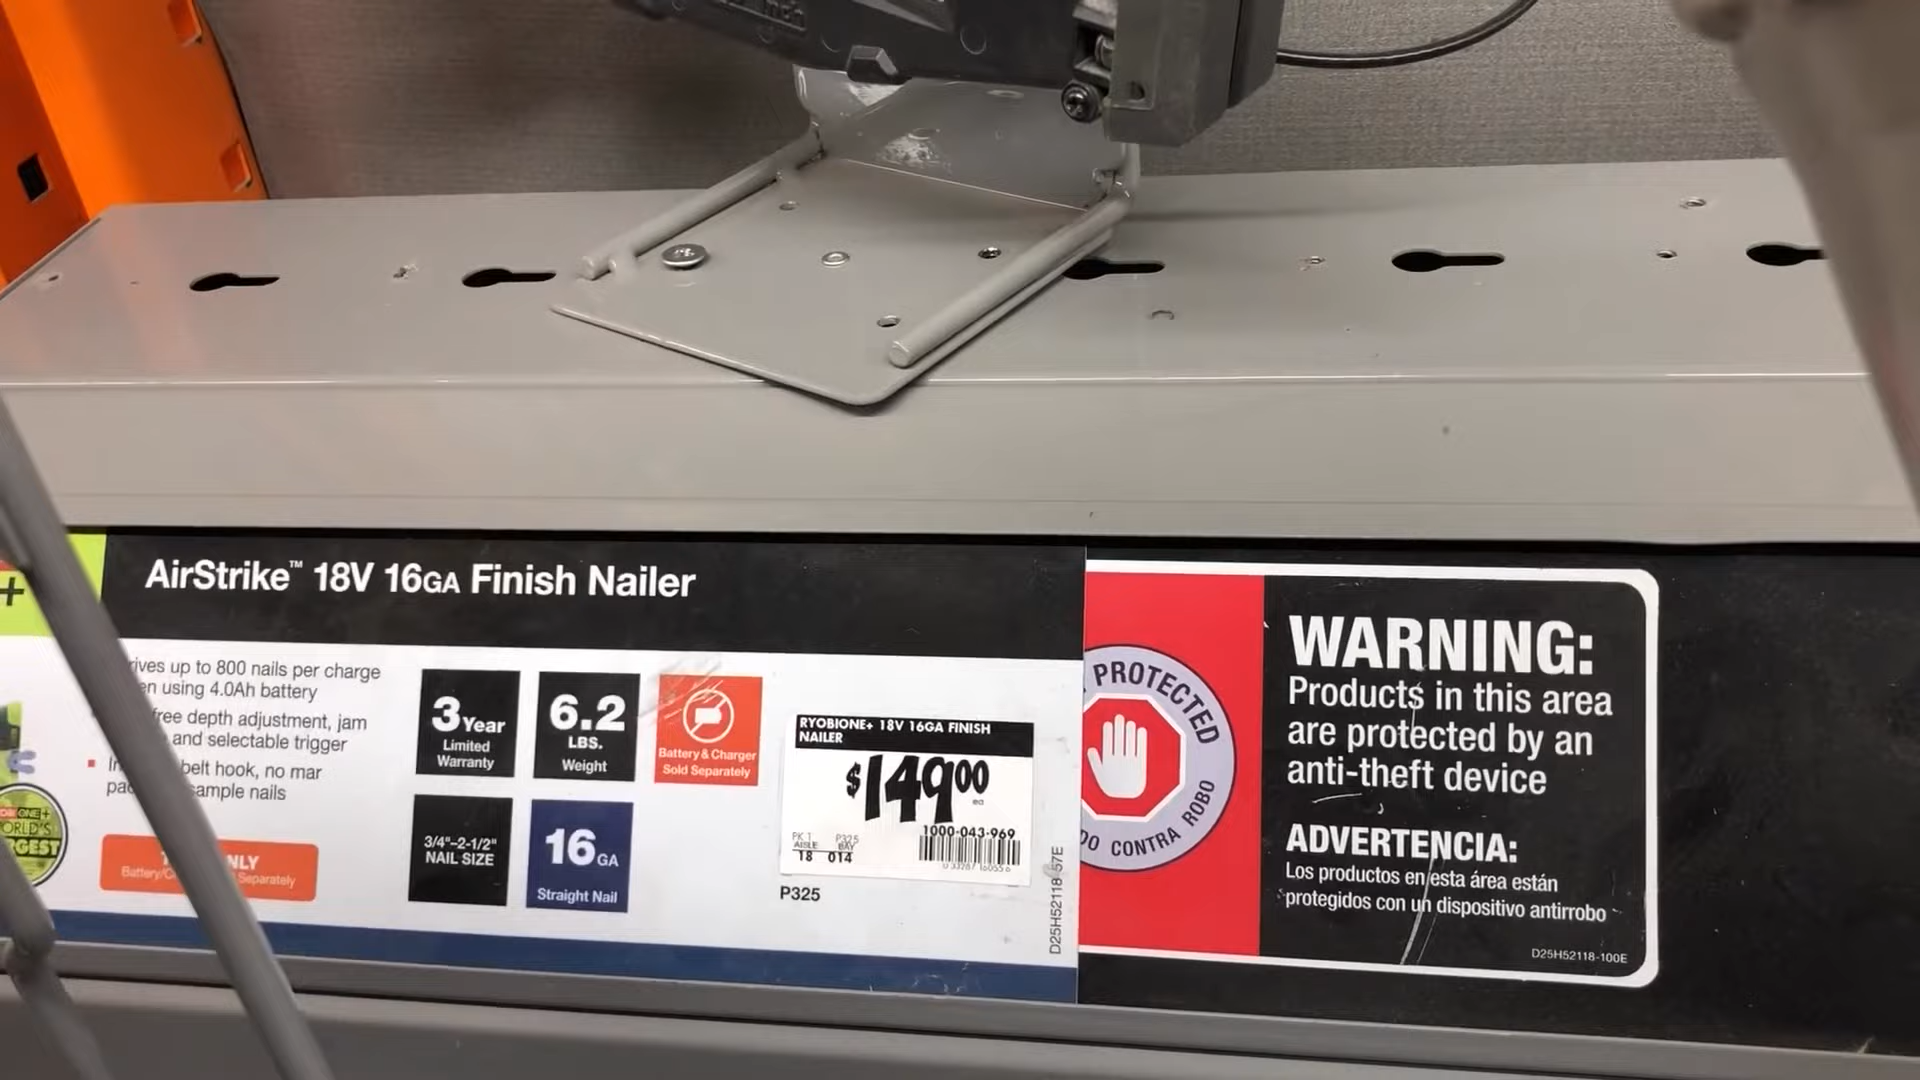 AirStrike™ 18V 16GA Finish Nailer
+
up to 800 nails per charge
using 4.0Ah battery
depth adjustment, jam
and selectable trigger
belt hook, no mar
sample nails
ONE+
Separately
3 Year
Limited
Warranty
6.2
LBS.
Weight
Battery & Charger
Sold Separately
3/4"-2-1/2"
NAIL SIZE
16 GA
Straight Nail
RYOBIONE+ 18V 16GA FINISH
NAILER
$14900
ea
1000-043-969
PK 1 P325
AISLE BAY
18 014
P325
D25H52118-57E
PROTECTED
CONTRA ROBO
WARNING:
Products in this area
are protected by an
anti-theft device
ADVERTENCIA:
Los productos en esta área están
protegidos con un dispositivo antirrobo
D25H52118-100E